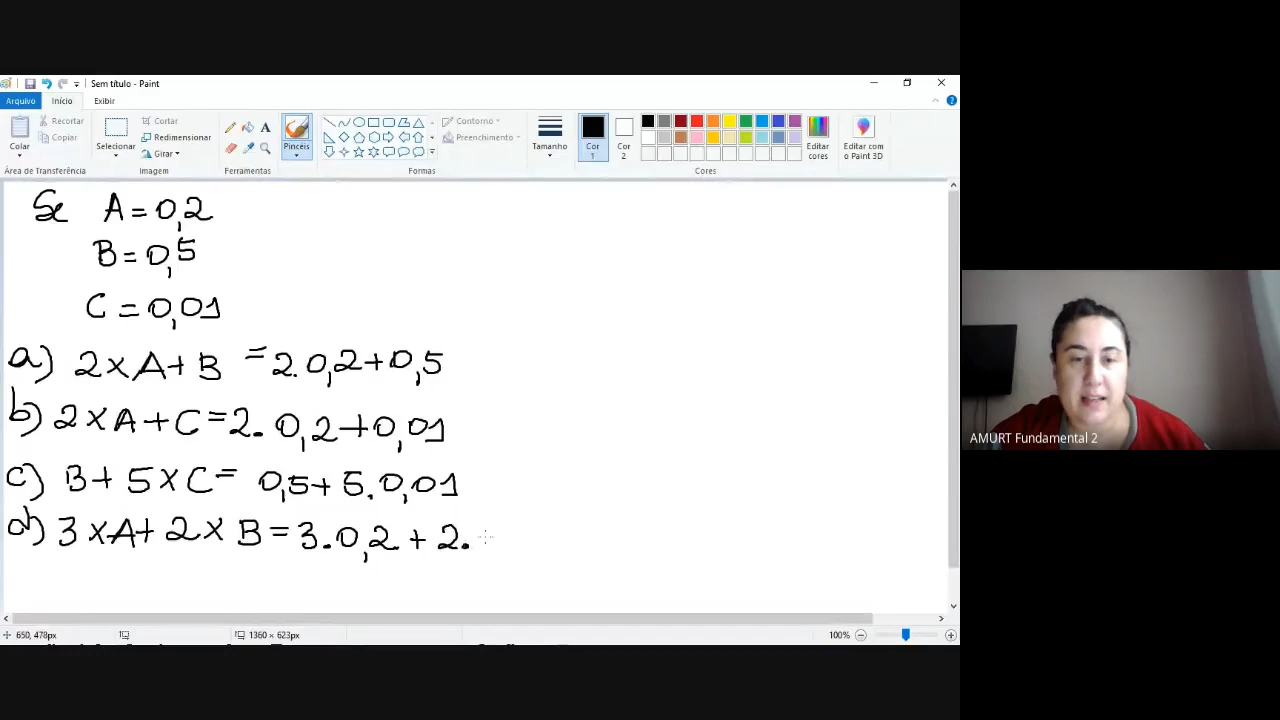 Sem título - Paint
Arquivo Início Exibir
Colar
Recortar
Copiar
Área de Transferência
Selecionar
Cortar
Redimensionar
Girar
Imagem
A
Ferramentas
Pincéis
Contorno
Preenchimento
Formas
Tamanho
Cor 1
Cor 2
Editar cores
Cores
Editar com o Paint 3D
Se A = 0,2
B = 0,5
C = 0,01
a) 2 x A + B = 2. 0,2 + 0,5
b) 2 x A + C = 2. 0,2 + 0,01
c) B + 5 x C = 0,5 + 5. 0,01
d) 3 x A + 2 x B = 3. 0,2 + 2.
650, 478px
1360 × 623px
100%
AMURT Fundamental 2